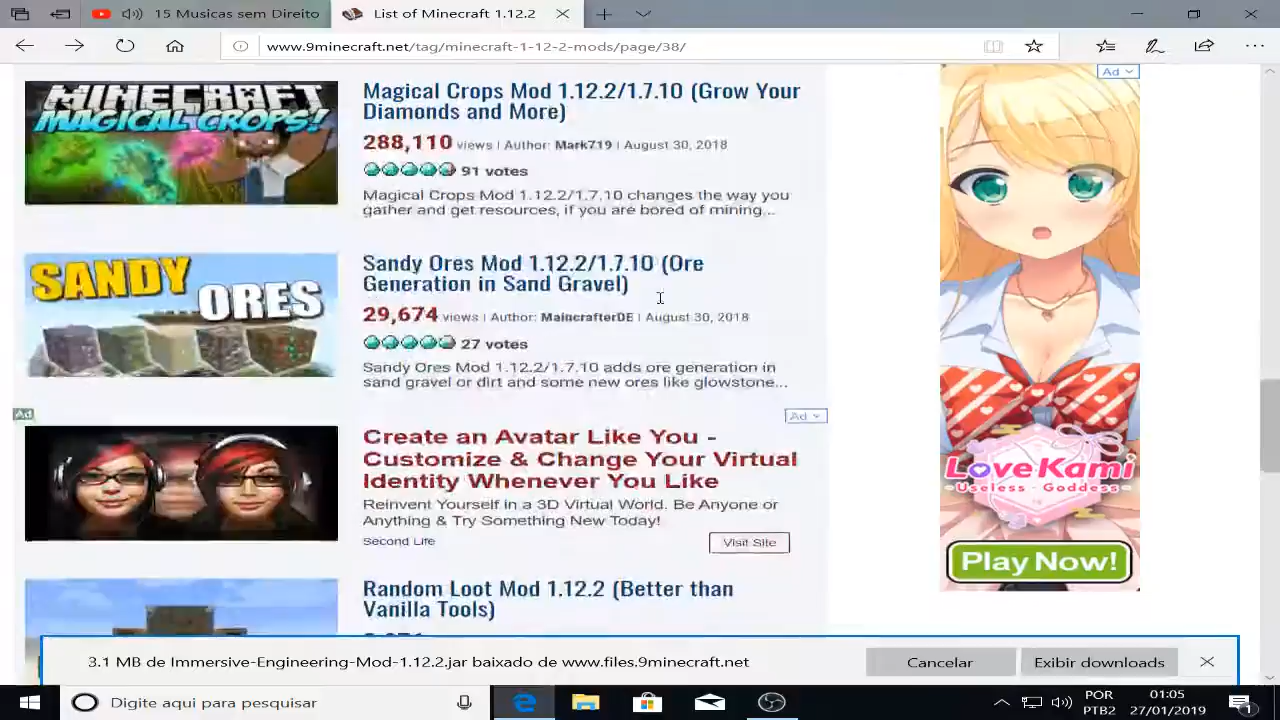 15 Musicas sem Direito
List of Minecraft 1.12.2
www.9minecraft.net/tag/minecraft-1-12-2-mods/page/38/
MINECRAFT
MAGICAL CROPS!
Magical Crops Mod 1.12.2/1.7.10 (Grow Your
Diamonds and More)
288,110 views | Author: Mark719 | August 30, 2018
91 votes
Magical Crops Mod 1.12.2/1.7.10 changes the way you
gather and get resources, if you are bored of mining...
SANDY
ORES
Sandy Ores Mod 1.12.2/1.7.10 (Ore
Generation in Sand Gravel)
29,674 views | Author: MaincrafterDE | August 30, 2018
27 votes
Sandy Ores Mod 1.12.2/1.7.10 adds ore generation in
sand gravel or dirt and some new ores like glowstone...
Ad
Ad
Create an Avatar Like You -
Customize & Change Your Virtual
Identity Whenever You Like
Reinvent Yourself in a 3D Virtual World. Be Anyone or
Anything & Try Something New Today!
Second Life
Visit Site
Random Loot Mod 1.12.2 (Better than
Vanilla Tools)
Ad
LoveKami
-Useless - Goddess-
Play Now!
3.1 MB de Immersive-Engineering-Mod-1.12.2.jar baixado de www.files.9minecraft.net
Cancelar
Exibir downloads
Digite aqui para pesquisar
POR
PTB2
01:05
27/01/2019
1